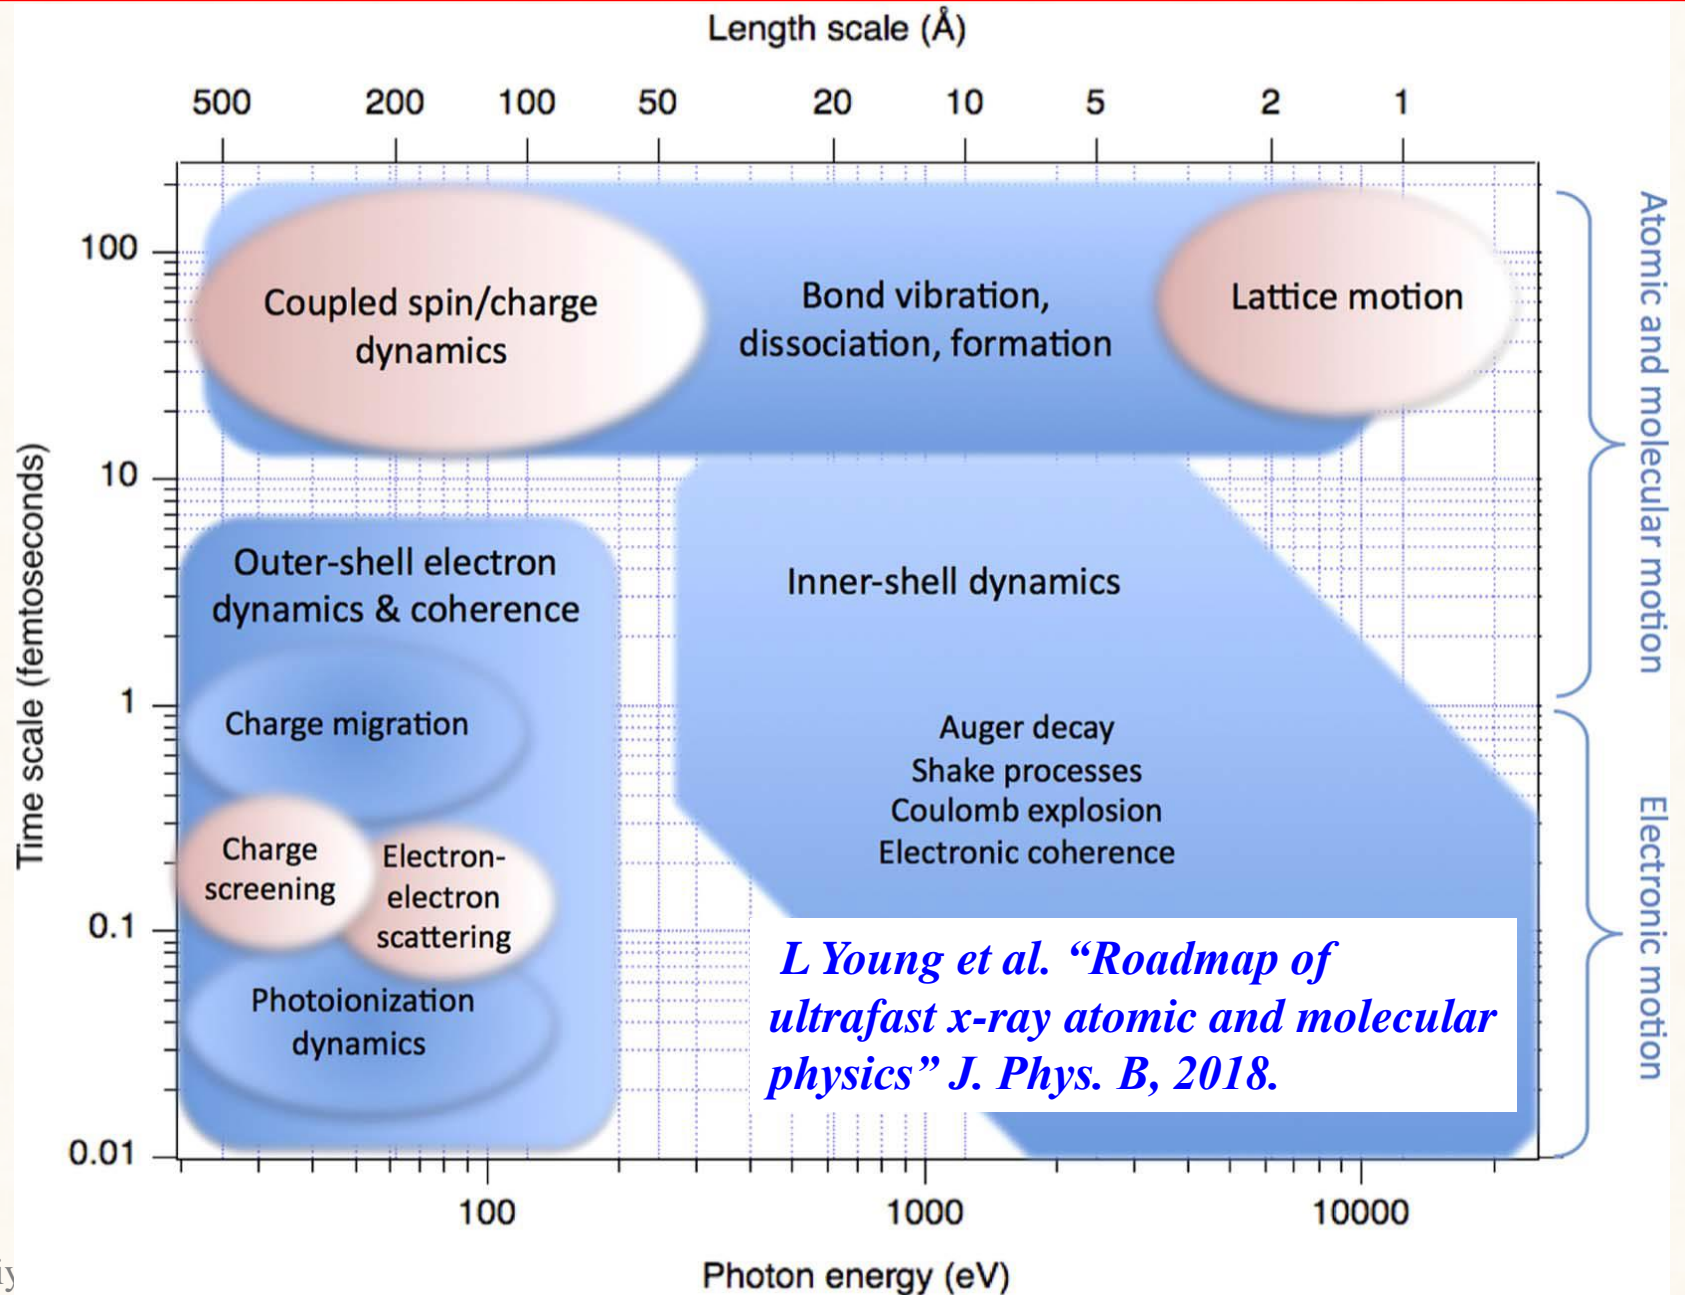 Length scale (Å)
500 200 100 50 20 10 5 2 1
Time scale (femtoseconds)
100
10
1
0.1
0.01
Coupled spin/charge
dynamics
Bond vibration,
dissociation, formation
Lattice motion
Outer-shell electron
dynamics & coherence
Charge migration
Charge
screening
Electron-
electron
scattering
Photoionization
dynamics
Inner-shell dynamics
Auger decay
Shake processes
Coulomb explosion
Electronic coherence
L Young et al. “Roadmap of
ultrafast x-ray atomic and molecular
physics” J. Phys. B, 2018.
Atomic and molecular motion
Electronic motion
100 1000 10000
Photon energy (eV)